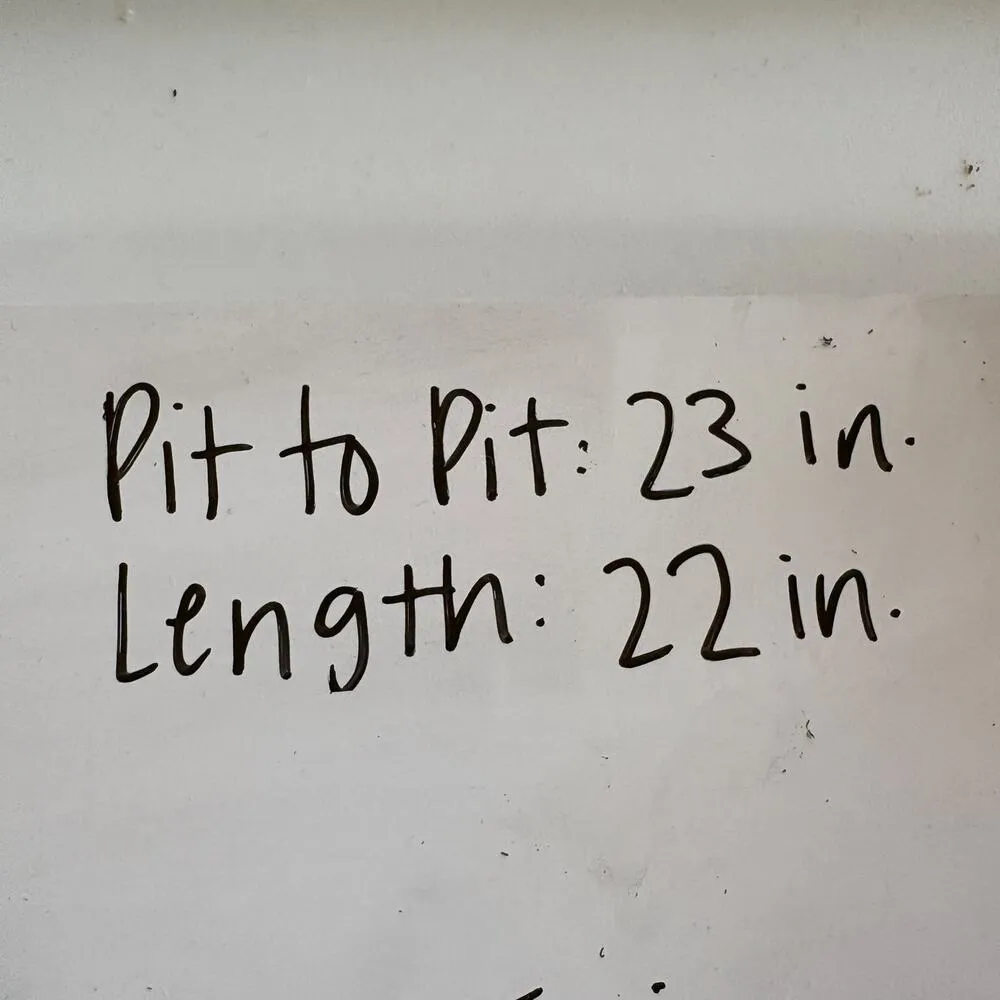 Pit to Pit: 23 in.
Length: 22 in.